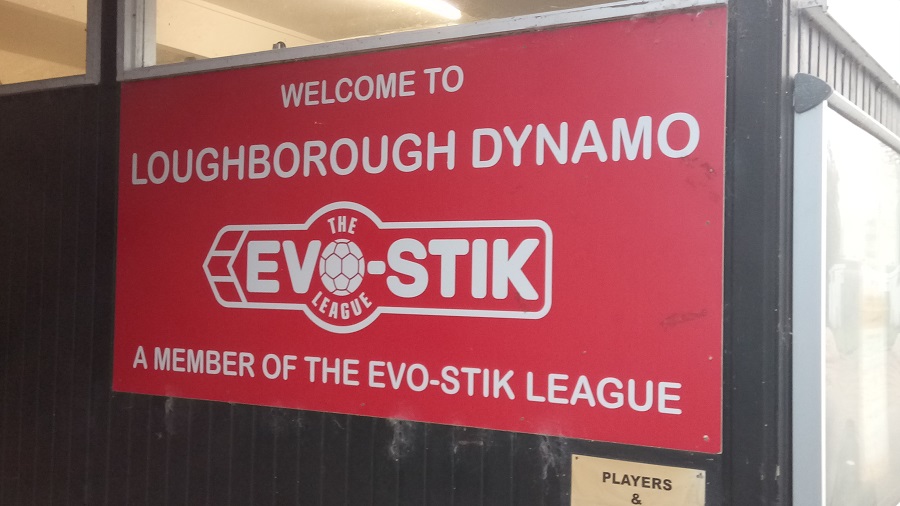 WELCOME TO
LOUGHBOROUGH DYNAMO
THE
EVO-STIK
LEAGUE
A MEMBER OF THE EVO-STIK LEAGUE
PLAYERS
&